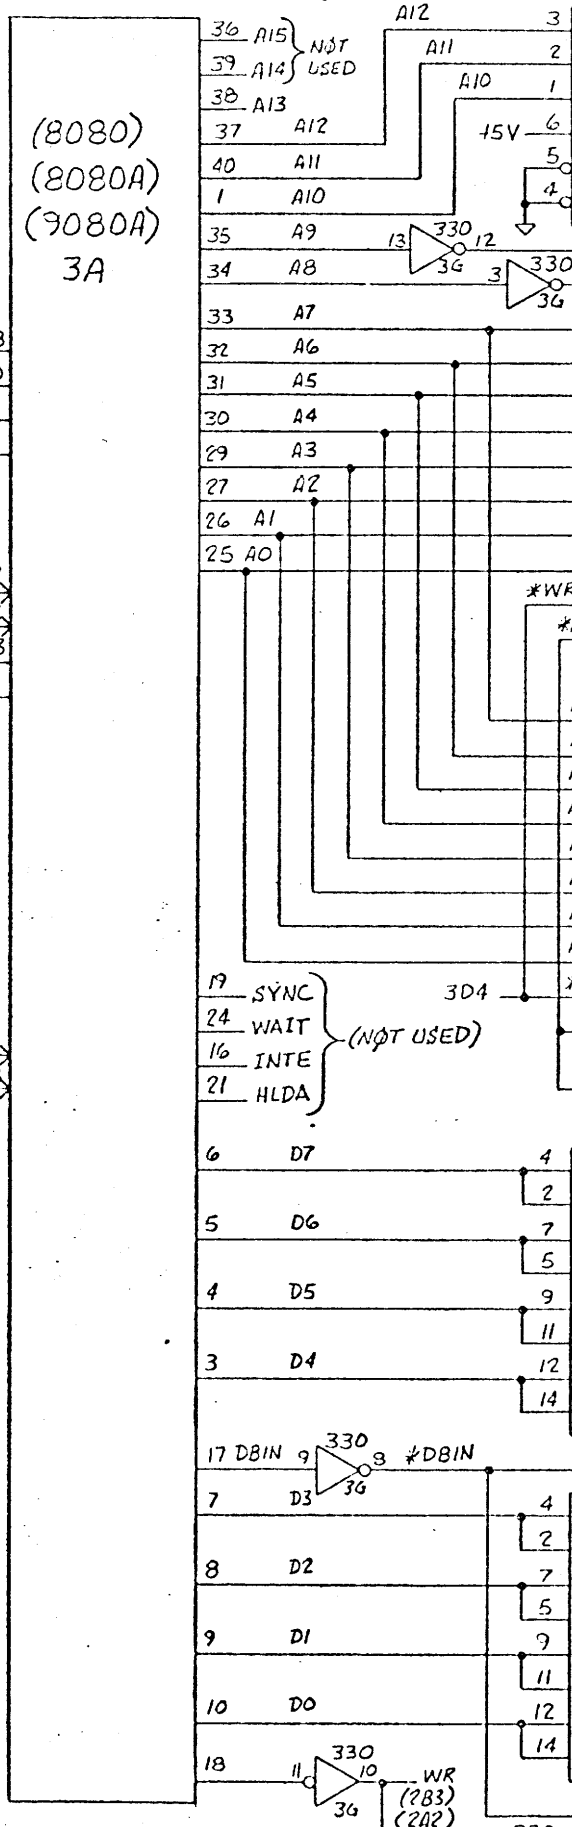 A12 3
36 A15 NØT
A11 2
39 A14 USED
A10 1
38 A13
(8080)
37 A12
+5V 6
(8080A)
40 A11 5
1 A10 4
(9080A)
35 A9 13 330 12
3G
3A
34 A8 3 330
3G
33 A7
32 A6
31 A5
30 A4
29 A3
27 A2
26 A1
25 A0
*WR
19 SYNC
3D4
24 WAIT (NØT USED)
16 INTE
21 HLDA
6 D7 4
2
5 D6 7
5
4 D5 9
11
3 D4 12
14
17 DBIN 9 330 8 *DBIN
3G
7 D3 4
2
8 D2 7
5
9 D1 9
11
10 D0 12
14
18 11 330 10 WR
3G (2B3)
(2A2)